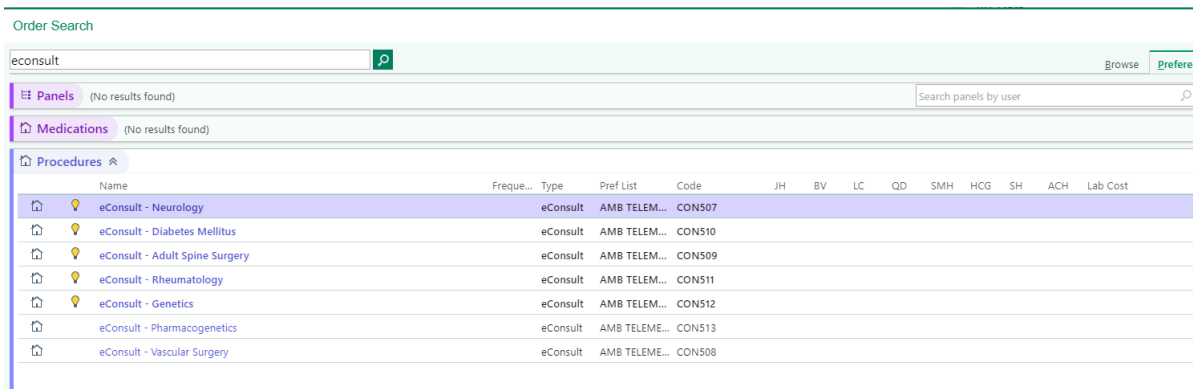 Order Search
econsult
Browse Prefere
Panels (No results found) Search panels by user
Medications (No results found)
Procedures
Name Freque... Type Pref List Code JH BV LC QD SMH HCG SH ACH Lab Cost
eConsult - Neurology eConsult AMB TELEM... CON507
eConsult - Diabetes Mellitus eConsult AMB TELEM... CON510
eConsult - Adult Spine Surgery eConsult AMB TELEM... CON509
eConsult - Rheumatology eConsult AMB TELEM... CON511
eConsult - Genetics eConsult AMB TELEM... CON512
eConsult - Pharmacogenetics eConsult AMB TELEME... CON513
eConsult - Vascular Surgery eConsult AMB TELEME... CON508